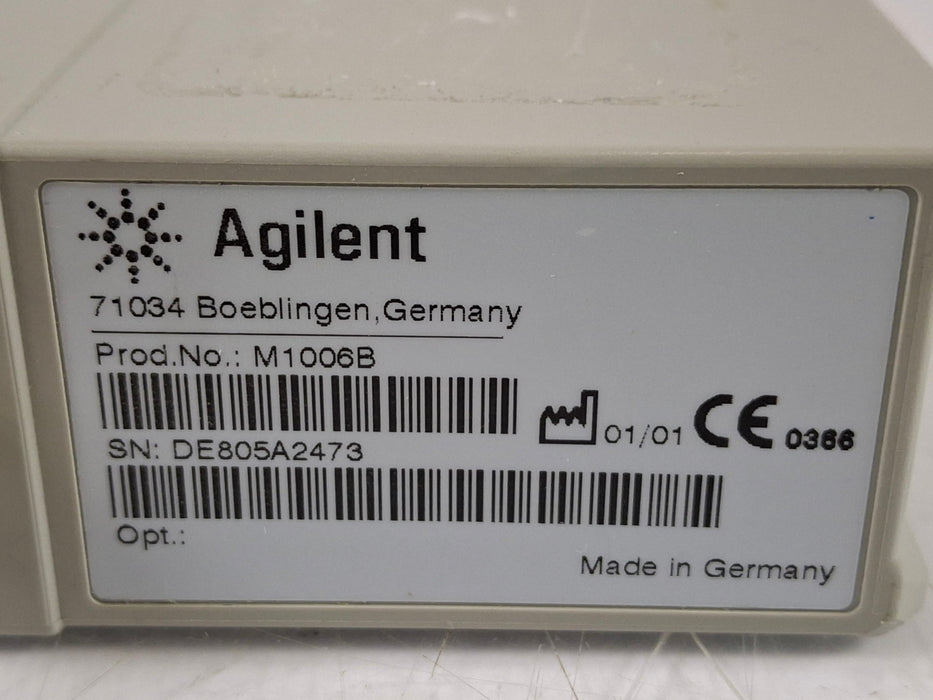 Agilent
71034 Boeblingen,Germany
Prod.No.: M1006B
01/01 CE 0366
SN: DE805A2473
Opt.:
Made in Germany